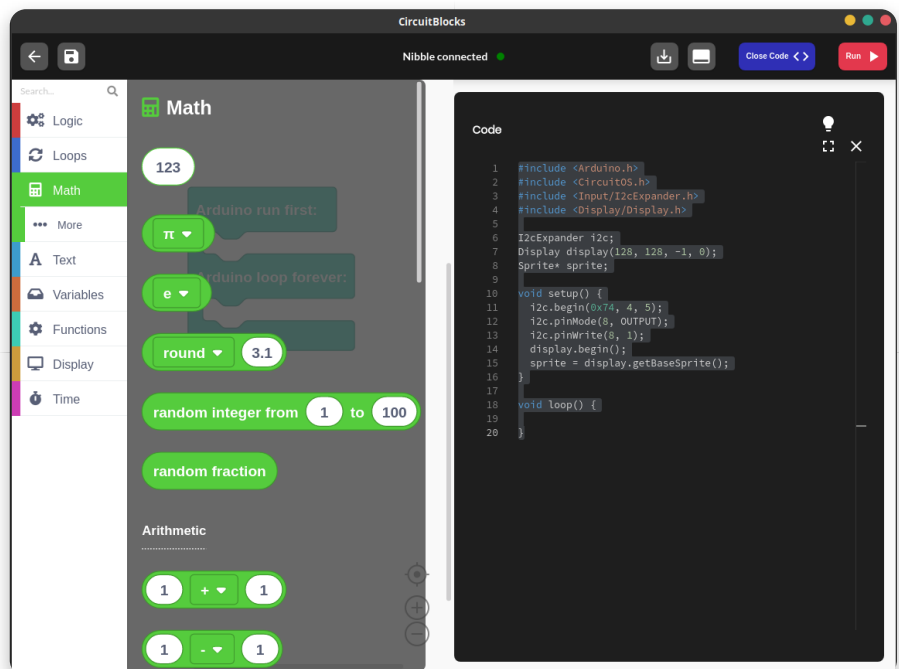 CircuitBlocks
Nibble connected
Close Code
Run
Search...
Logic
Loops
Math
More
Text
Variables
Functions
Display
Time
Math
123
Arduino run first:
π
Arduino loop forever:
e
round 3.1
random integer from 1 to 100
random fraction
Arithmetic
1 + 1
1 - 1
Code
1 #include <Arduino.h>
2 #include <CircuitOS.h>
3 #include <Input/I2cExpander.h>
4 #include <Display/Display.h>
5
6 I2cExpander i2c;
7 Display display(128, 128, -1, 0);
8 Sprite* sprite;
9
10 void setup() {
11 i2c.begin(0x74, 4, 5);
12 i2c.pinMode(8, OUTPUT);
13 i2c.pinWrite(8, 1);
14 display.begin();
15 sprite = display.getBaseSprite();
16 }
17
18 void loop() {
19
20 }